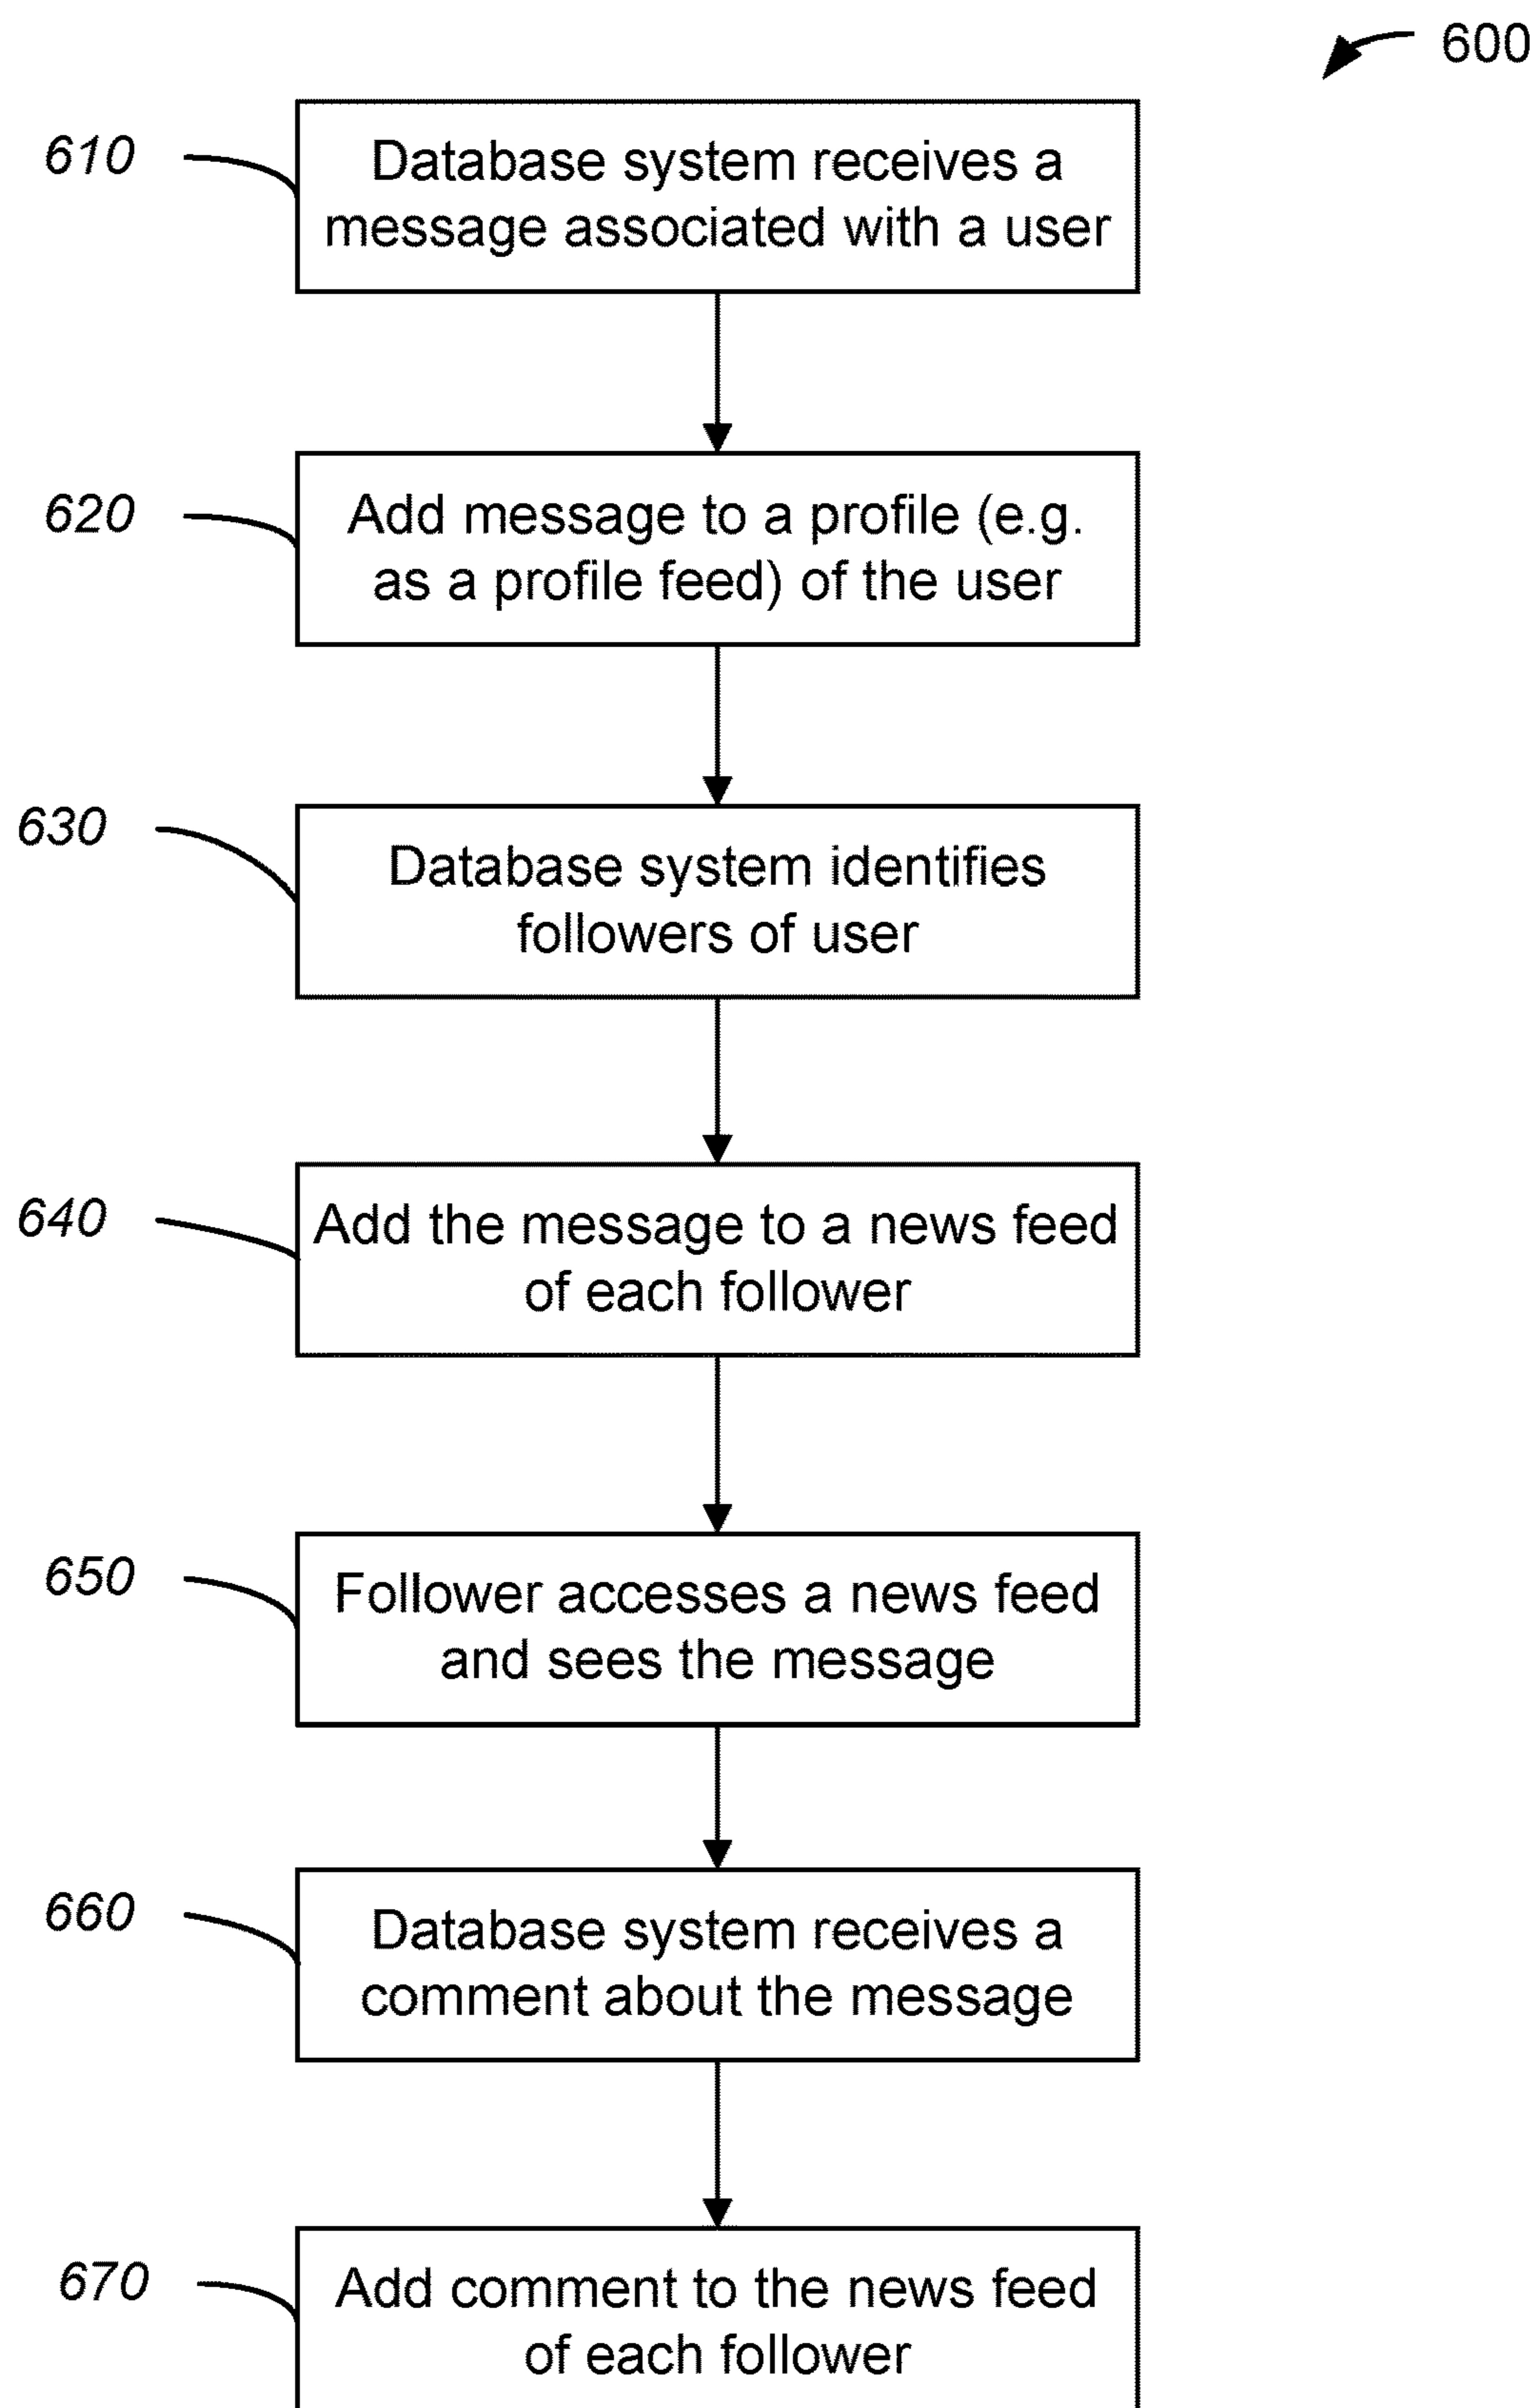 600
610
Database system receives a
message associated with a user
620
Add message to a profile (e.g.
as a profile feed) of the user
630
Database system identifies
followers of user
640
Add the message to a news feed
of each follower
650
Follower accesses a news feed
and sees the message
660
Database system receives a
comment about the message
670
Add comment to the news feed
of each follower